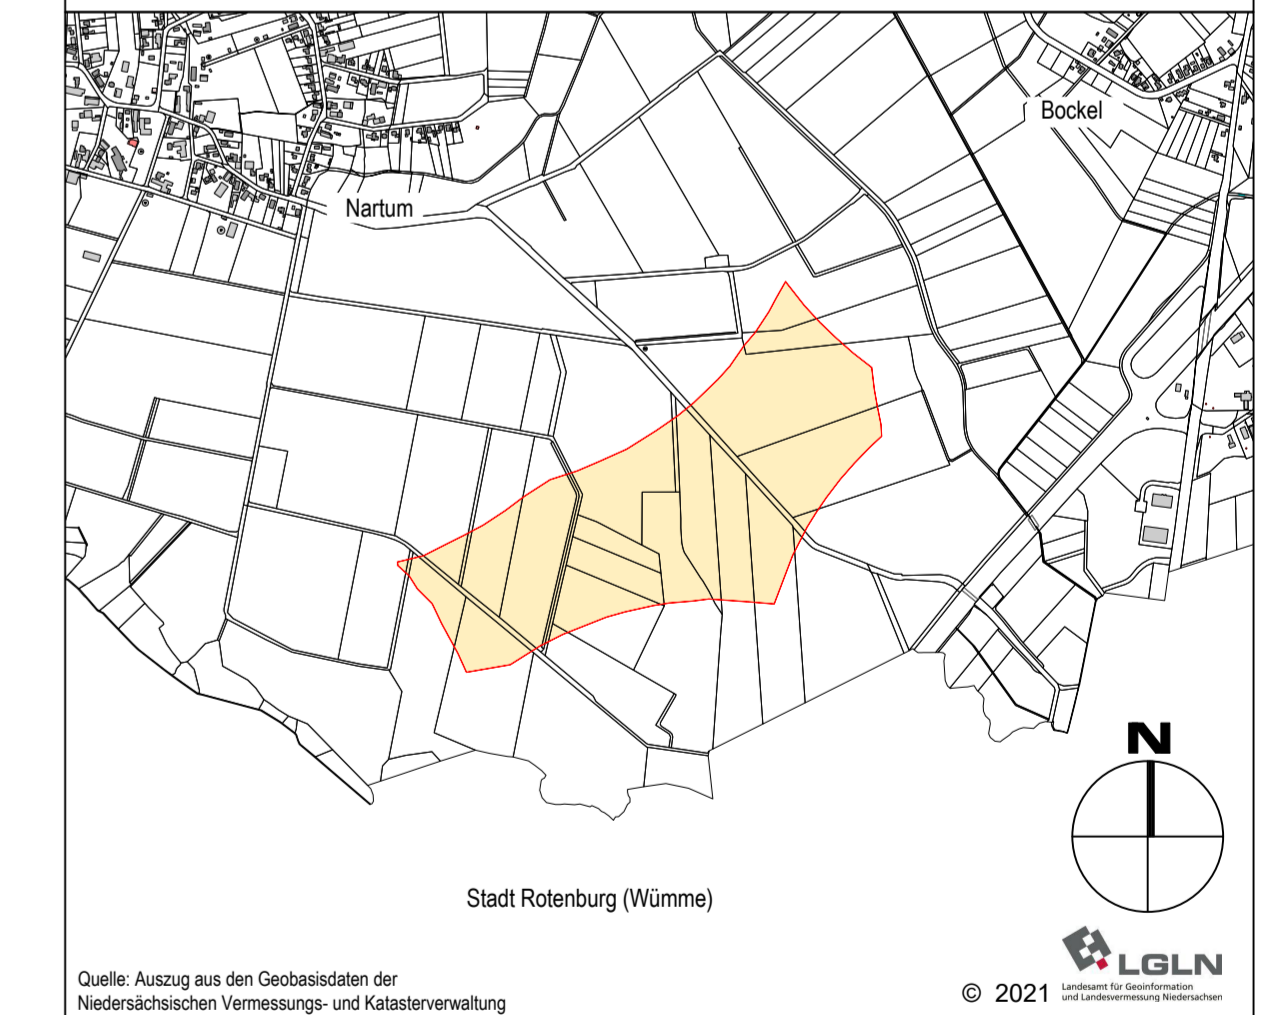 Bockel
Nartum
N
Stadt Rotenburg (Wümme)
Quelle: Auszug aus den Geobasisdaten der
Niedersächsischen Vermessungs- und Katasterverwaltung
© 2021
LGLN
Landesamt für Geoinformation
und Landesvermessung Niedersachsen